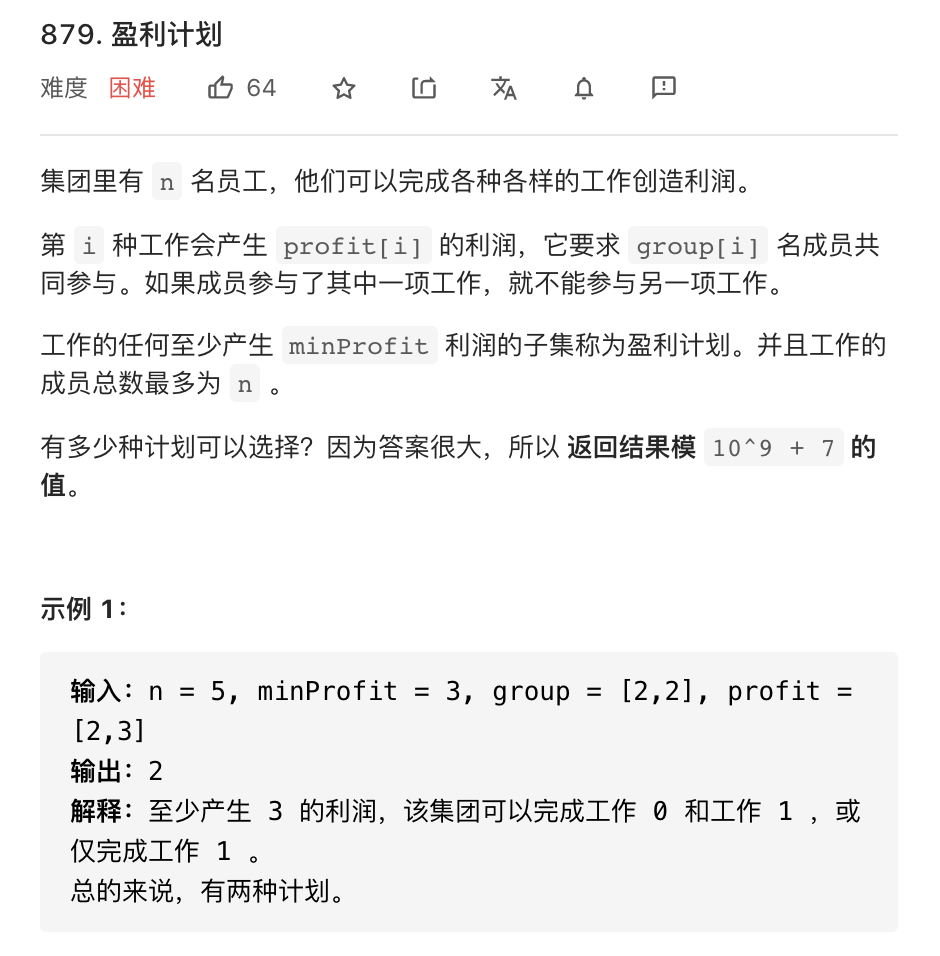 879. 盈利计划
难度 困难 64
集团里有 n 名员工，他们可以完成各种各样的工作创造利润。
第 i 种工作会产生 profit[i] 的利润，它要求 group[i] 名成员共
同参与。如果成员参与了其中一项工作，就不能参与另一项工作。
工作的任何至少产生 minProfit 利润的子集称为盈利计划。并且工作的
成员总数最多为 n 。
有多少种计划可以选择？因为答案很大，所以 返回结果模 10^9 + 7 的
值。
示例 1：
输入：n = 5, minProfit = 3, group = [2,2], profit =
[2,3]
输出：2
解释：至少产生 3 的利润，该集团可以完成工作 0 和工作 1 ，或
仅完成工作 1 。
总的来说，有两种计划。